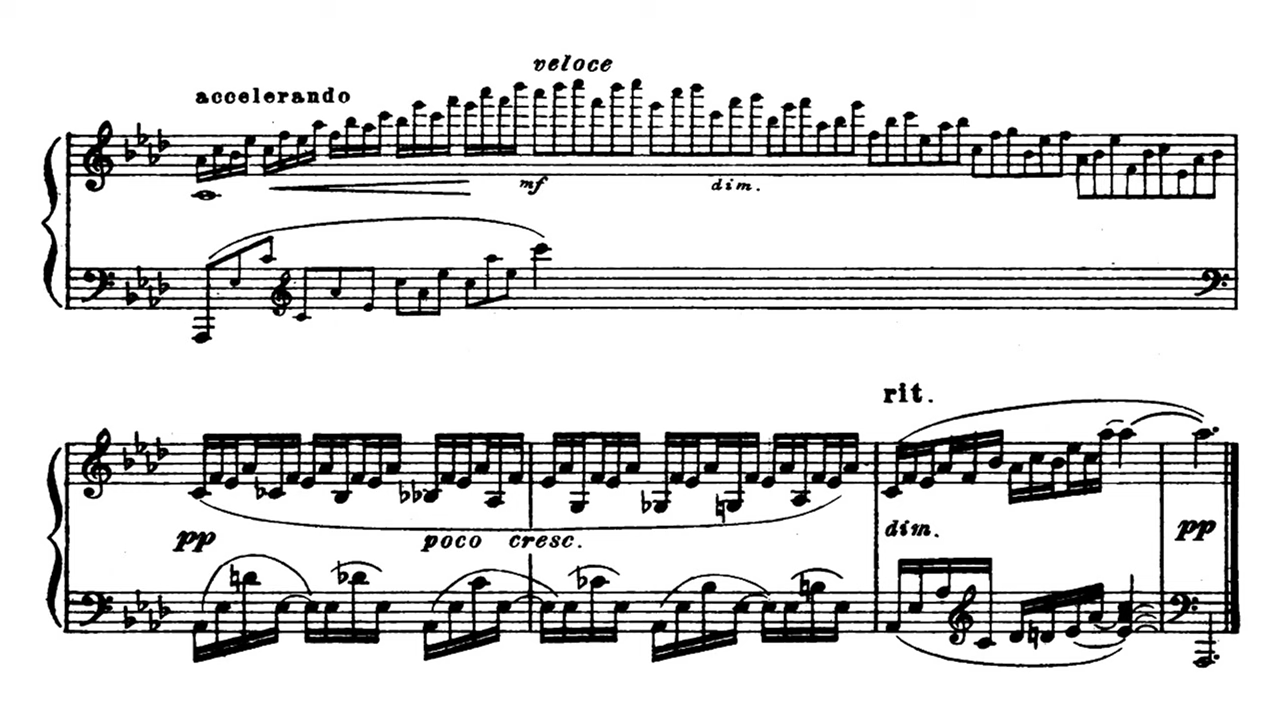 veloce
accelerando
mf dim.
rit.
pp poco cresc. dim. pp